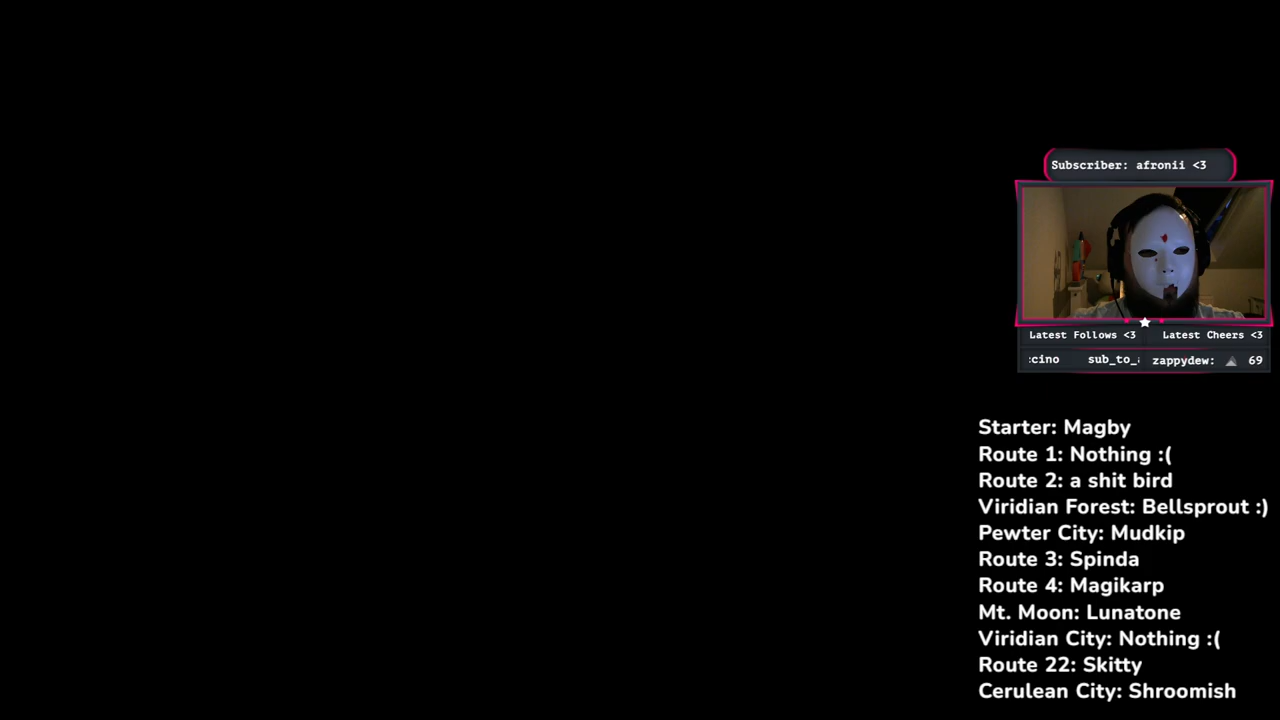 Subscriber: afronii <3
Latest Follows <3 Latest Cheers <3
cino sub_to_ zappydew: 69
Starter: Magby
Route 1: Nothing :(
Route 2: a shit bird
Viridian Forest: Bellsprout :)
Pewter City: Mudkip
Route 3: Spinda
Route 4: Magikarp
Mt. Moon: Lunatone
Viridian City: Nothing :(
Route 22: Skitty
Cerulean City: Shroomish